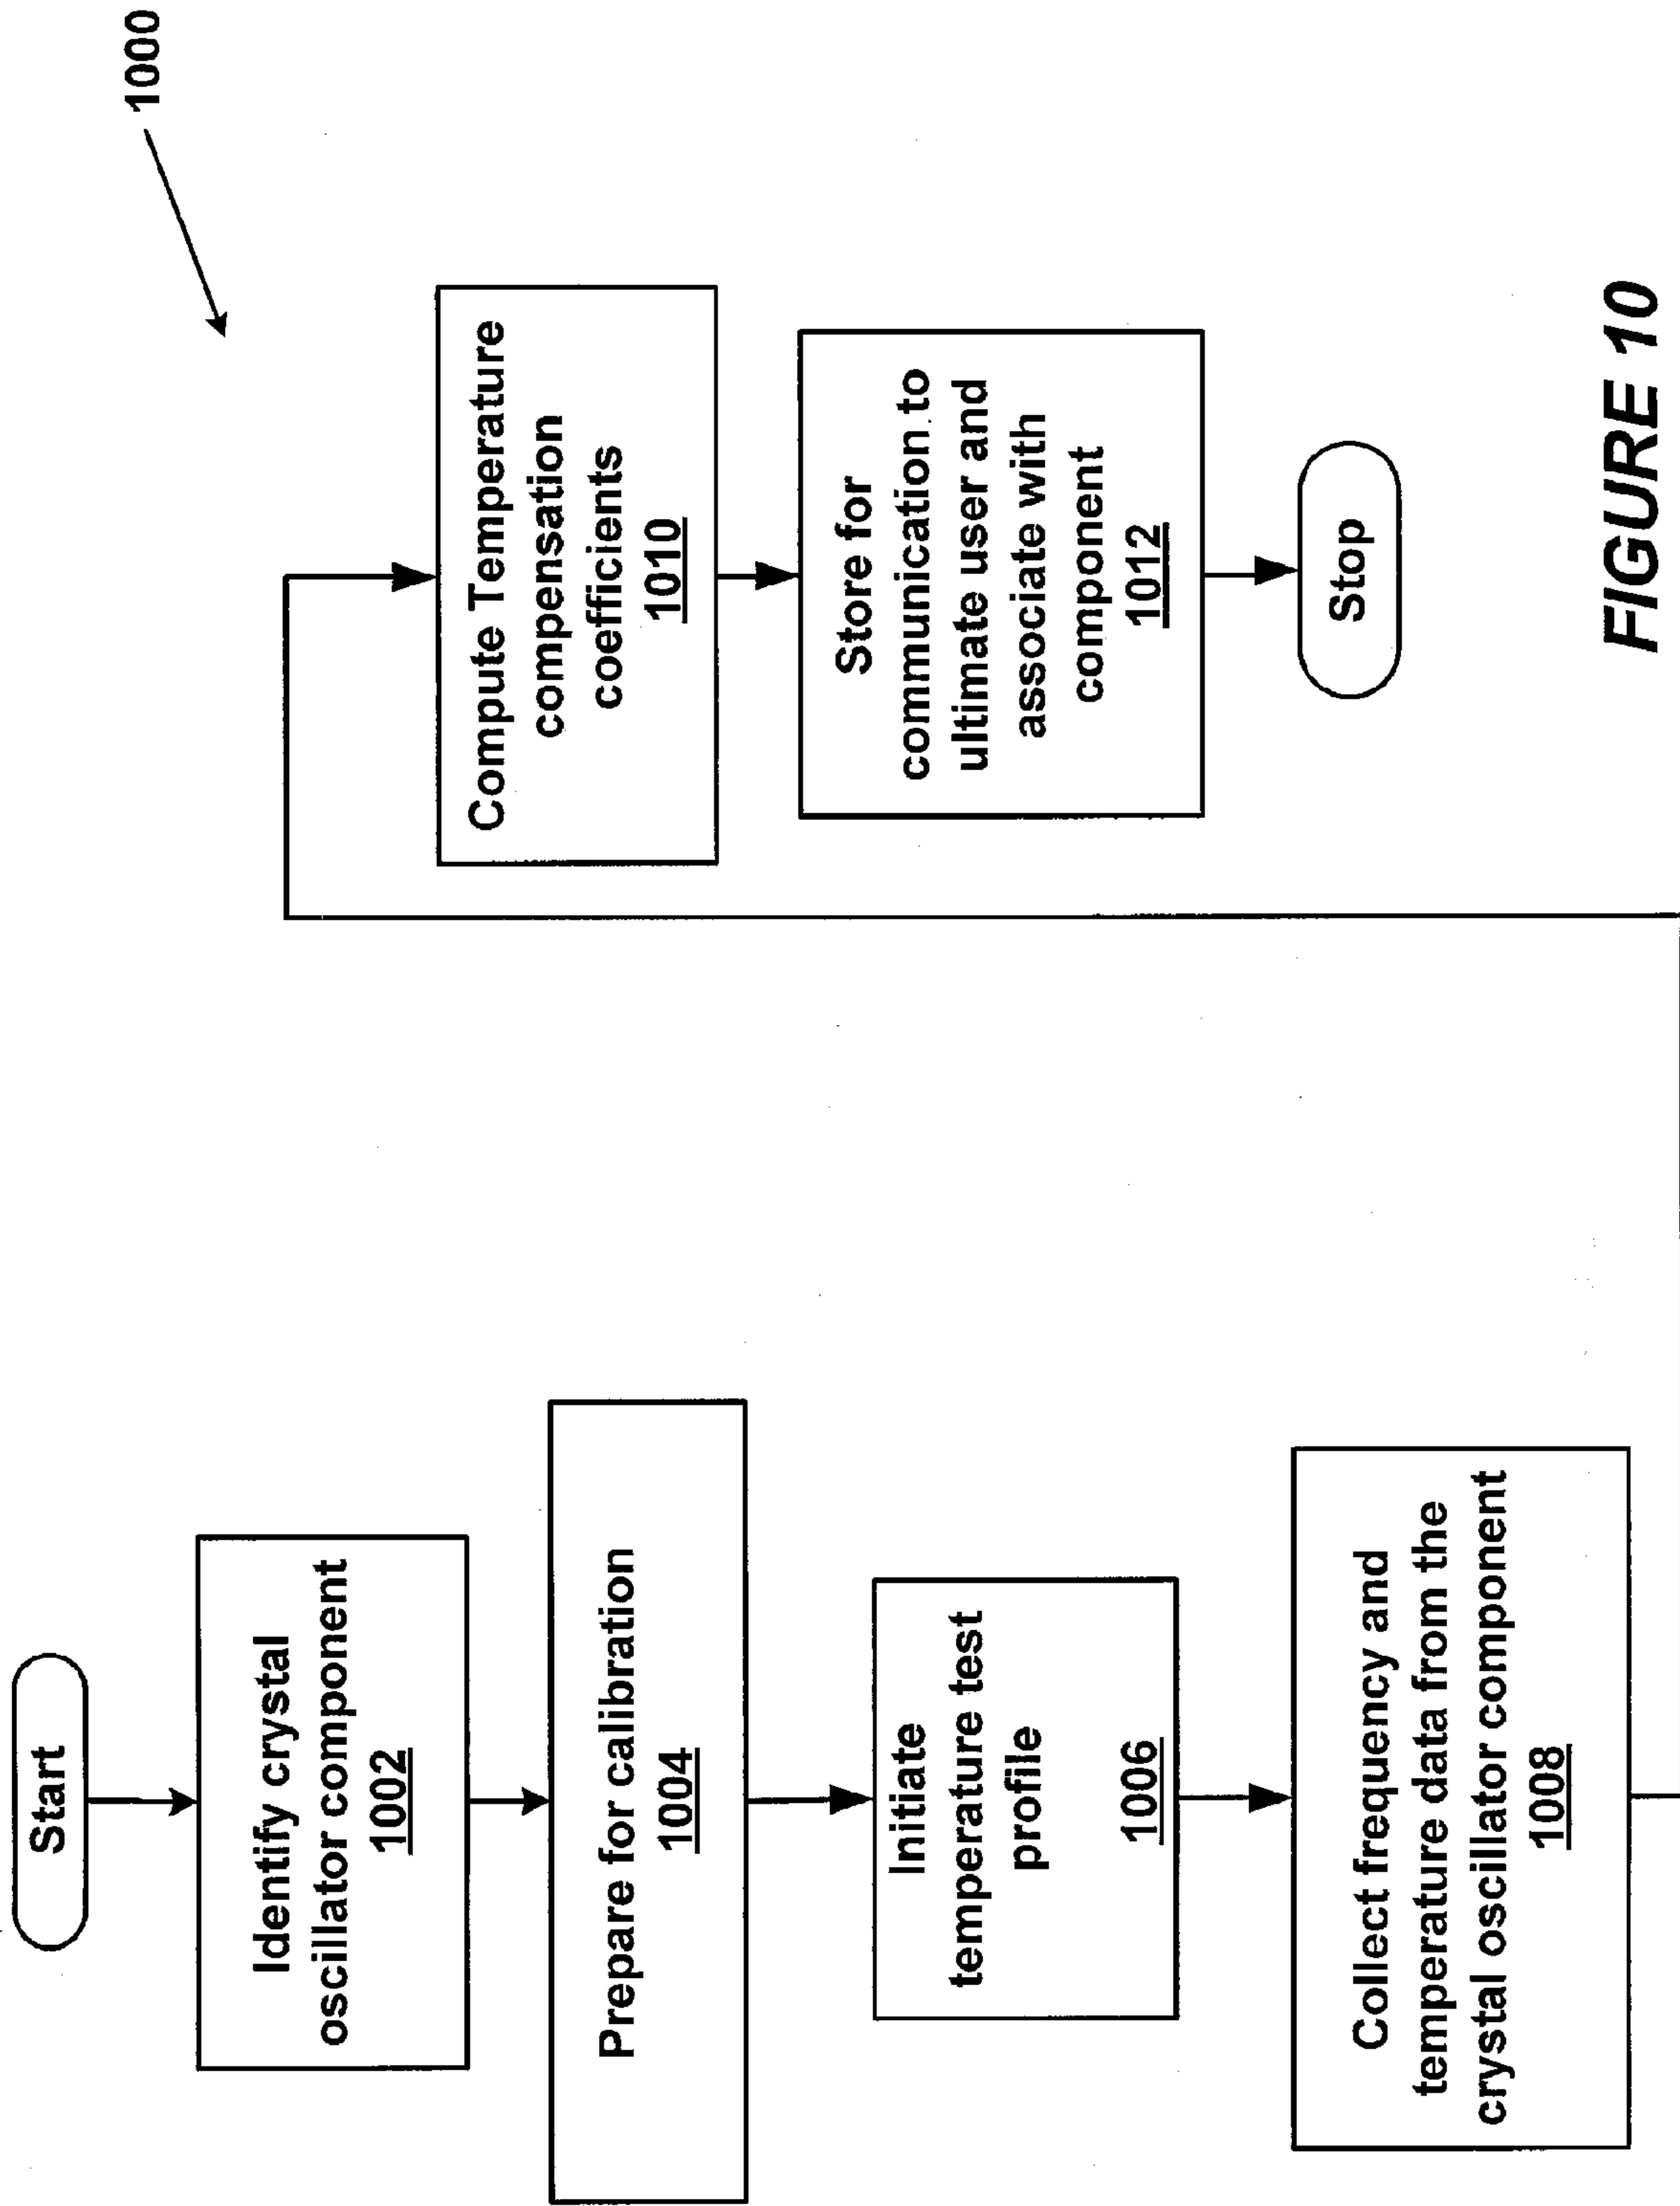 1000
Start
Identify crystal
oscillator component
1002
Prepare for calibration
1004
Initiate
temperature test
profile
1006
Collect frequency and
temperature data from the
crystal oscillator component
1008
Compute Temperature
compensation
coefficients
1010
Store for
communication to
ultimate user and
associate with
component
1012
Stop
FIGURE 10